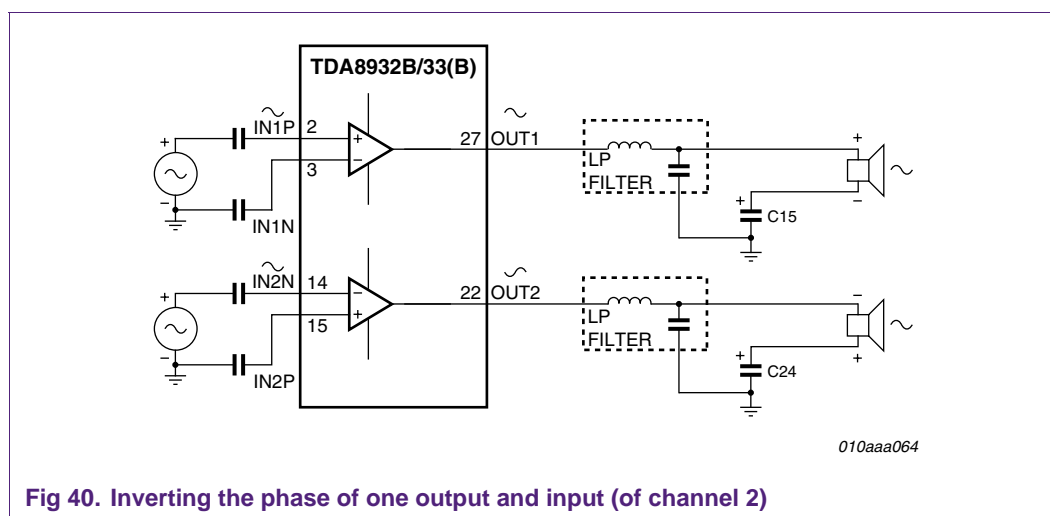 TDA8932B/33(B)
+
IN1P
2
3
+
−
27
OUT1
−
IN1N
LP
FILTER
+
−
+
C15
+
IN2N
14
15
−
+
22
OUT2
−
IN2P
LP
FILTER
−
+
+
C24
010aaa064
Fig 40. Inverting the phase of one output and input (of channel 2)